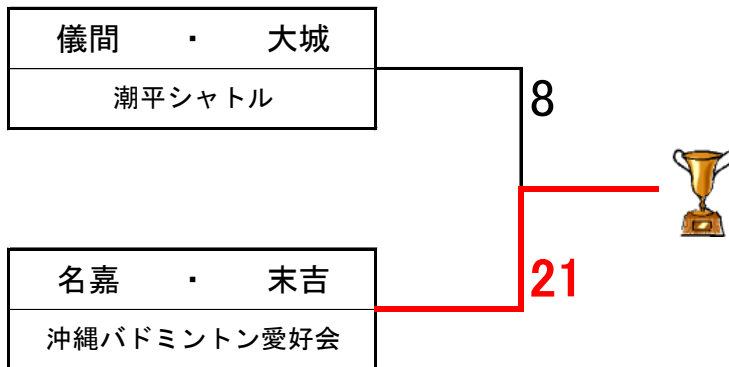 儀間 ・ 大城
潮平シャトル
8
名嘉 ・ 末吉
21
沖縄バドミントン愛好会